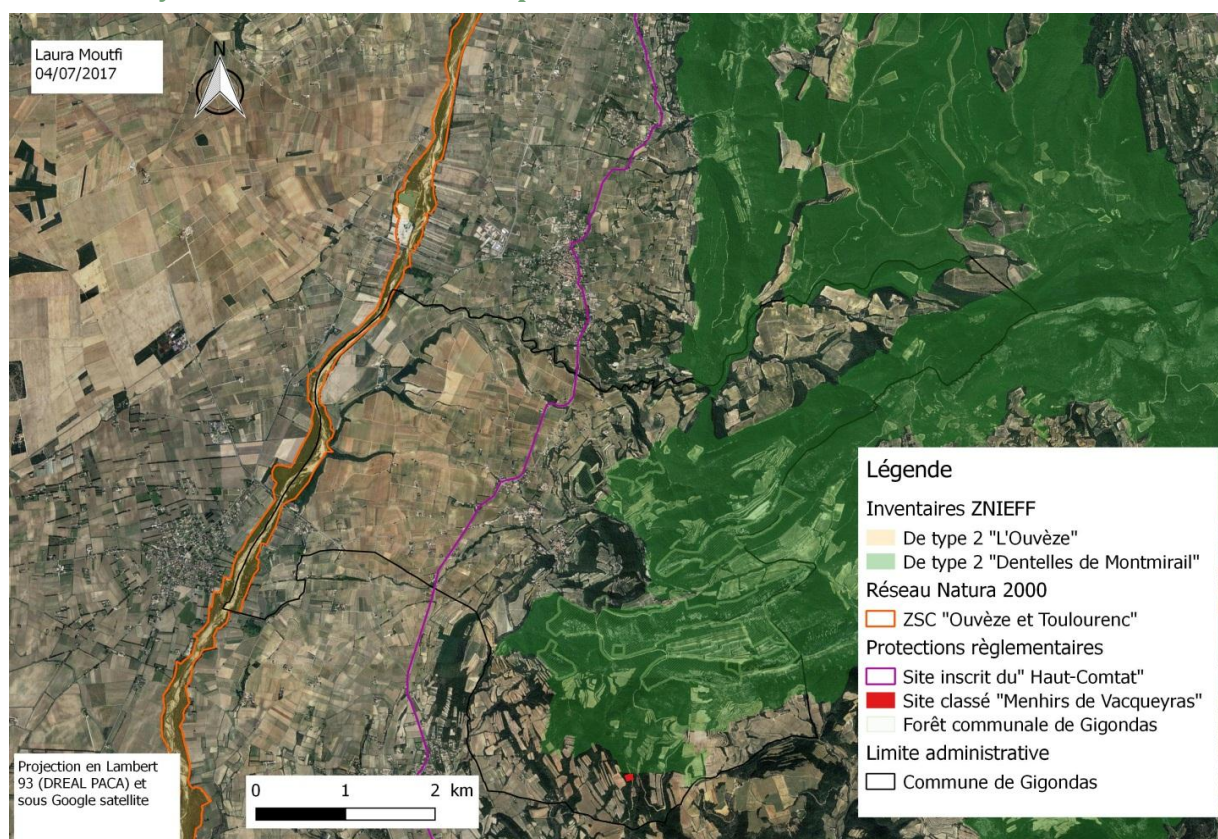 Laura Moutfi
04/07/2017
N
Légende
Inventaires ZNIEFF
De type 2 "L'Ouvèze"
De type 2 "Dentelles de Montmirail"
Réseau Natura 2000
ZSC "Ouvèze et Toulourenc"
Protections règlementaires
Site inscrit du" Haut-Comtat"
Site classé "Menhirs de Vacqueyras"
Forêt communale de Gigondas
Limite administrative
Commune de Gigondas
Projection en Lambert
93 (DREAL PACA) et
sous Google satellite
0 1 2 km